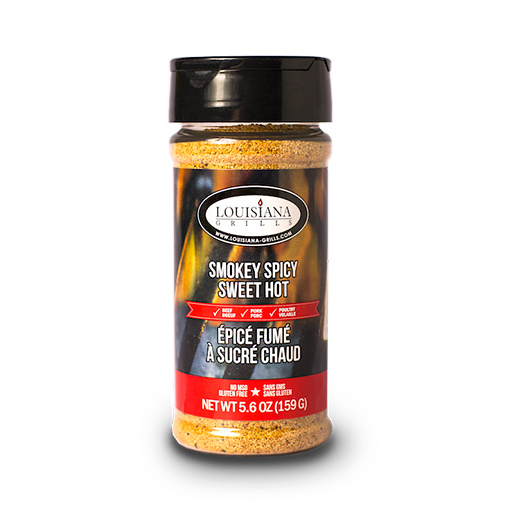 LOUISIANA
GRILLS
WWW.LOUISIANA-GRILLS.COM
SMOKEY SPICY
SWEET HOT
✓ BEEF BOEUF ✓ PORK PORC ✓ POULTRY VOLAILLE
ÉPICÉ FUMÉ
À SUCRÉ CHAUD
NO MSG ★ SANS GMS
GLUTEN FREE SANS GLUTEN
NET WT 5.6 OZ (159 G)